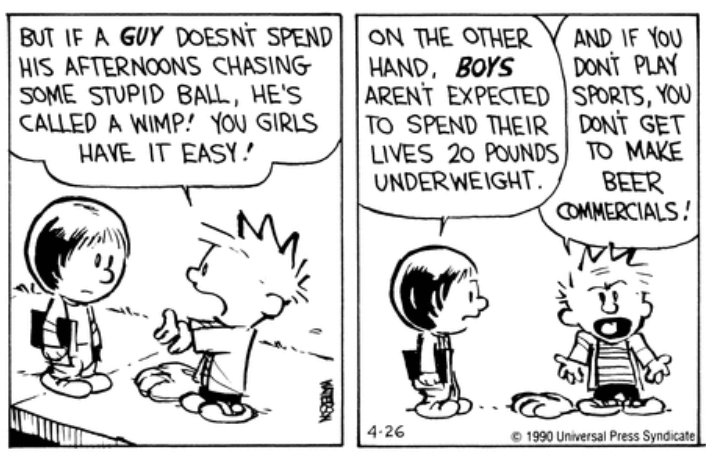 BUT IF A GUY DOESN'T SPEND
HIS AFTERNOONS CHASING
SOME STUPID BALL, HE'S
CALLED A WIMP! YOU GIRLS
HAVE IT EASY!
ON THE OTHER
HAND, BOYS
AREN'T EXPECTED
TO SPEND THEIR
LIVES 20 POUNDS
UNDERWEIGHT.
AND IF YOU
DON'T PLAY
SPORTS, YOU
DON'T GET
TO MAKE
BEER
COMMERCIALS!
WATTERSON
4-26
© 1990 Universal Press Syndicate